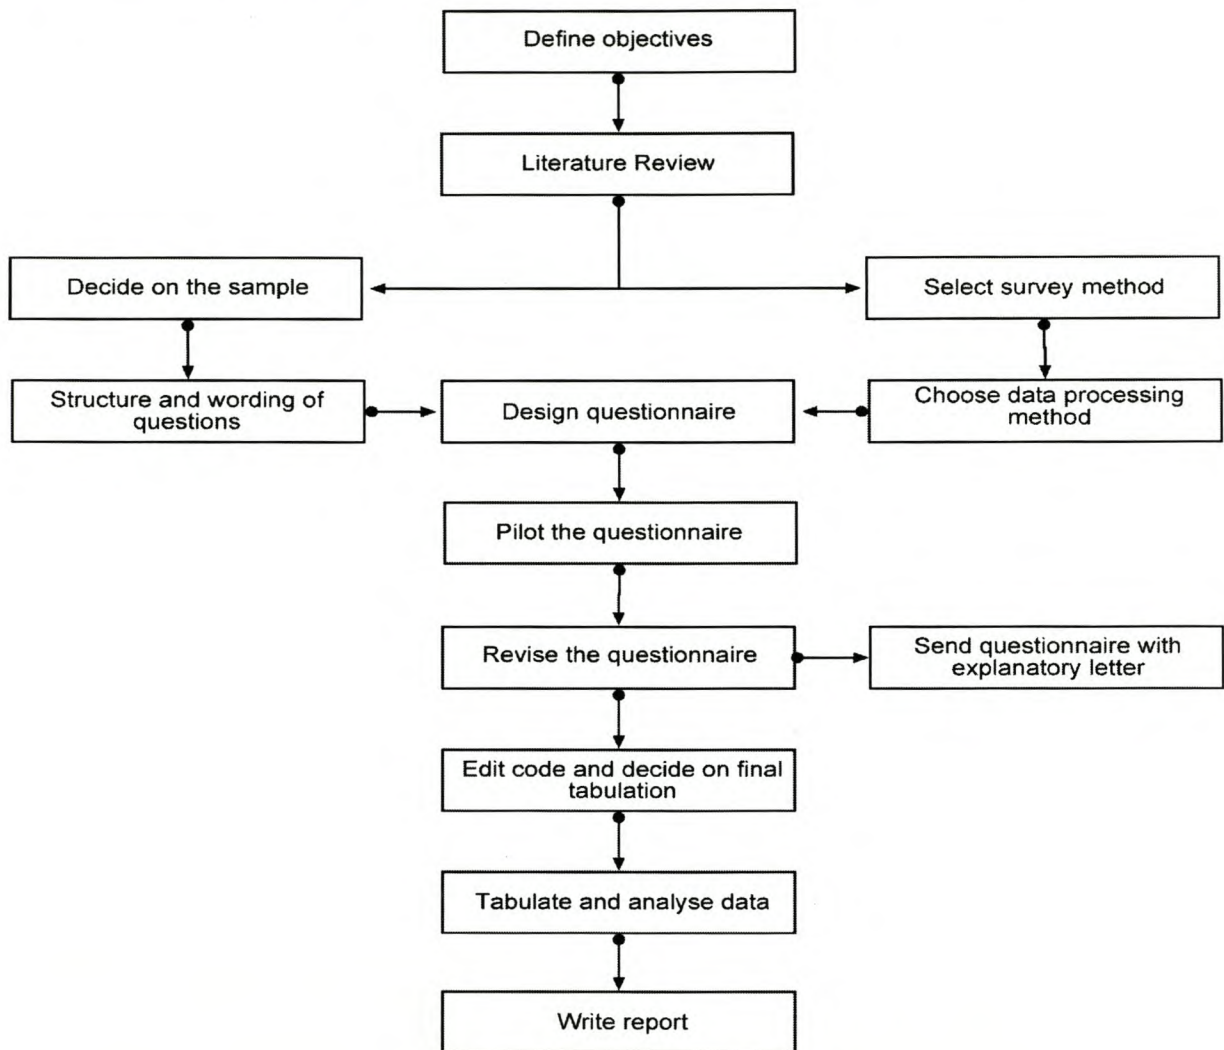 Define objectives
Literature Review
Decide on the sample
Select survey method
Structure and wording of
questions
Design questionnaire
Choose data processing
method
Pilot the questionnaire
Revise the questionnaire
Send questionnaire with
explanatory letter
Edit code and decide on final
tabulation
Tabulate and analyse data
Write report